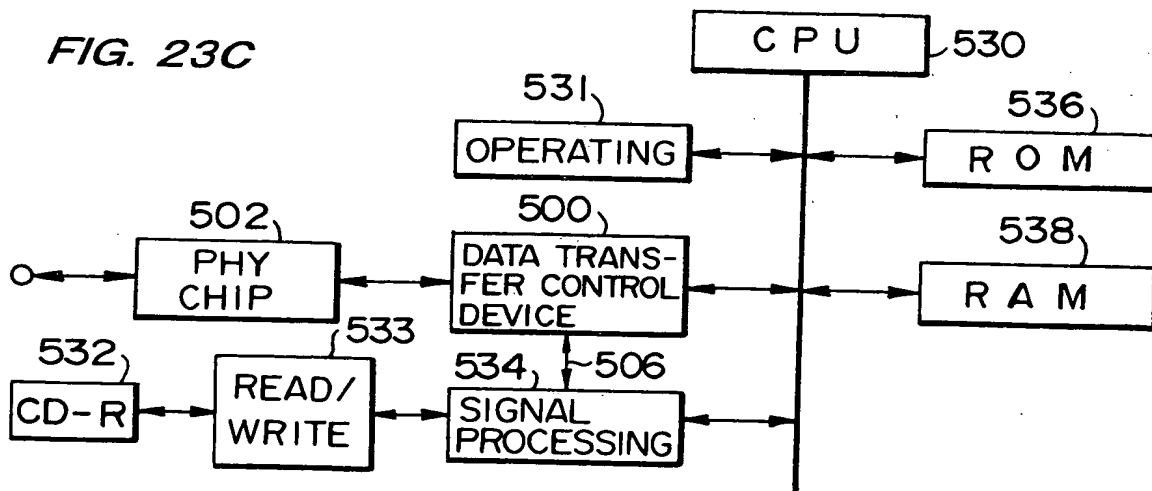 FIG. 23C
CPU
530
531
OPERATING
536
ROM
502
PHY
CHIP
500
DATA TRANS-
FER CONTROL
DEVICE
538
RAM
532
CD-R
533
READ/
WRITE
534
506
SIGNAL
PROCESSING